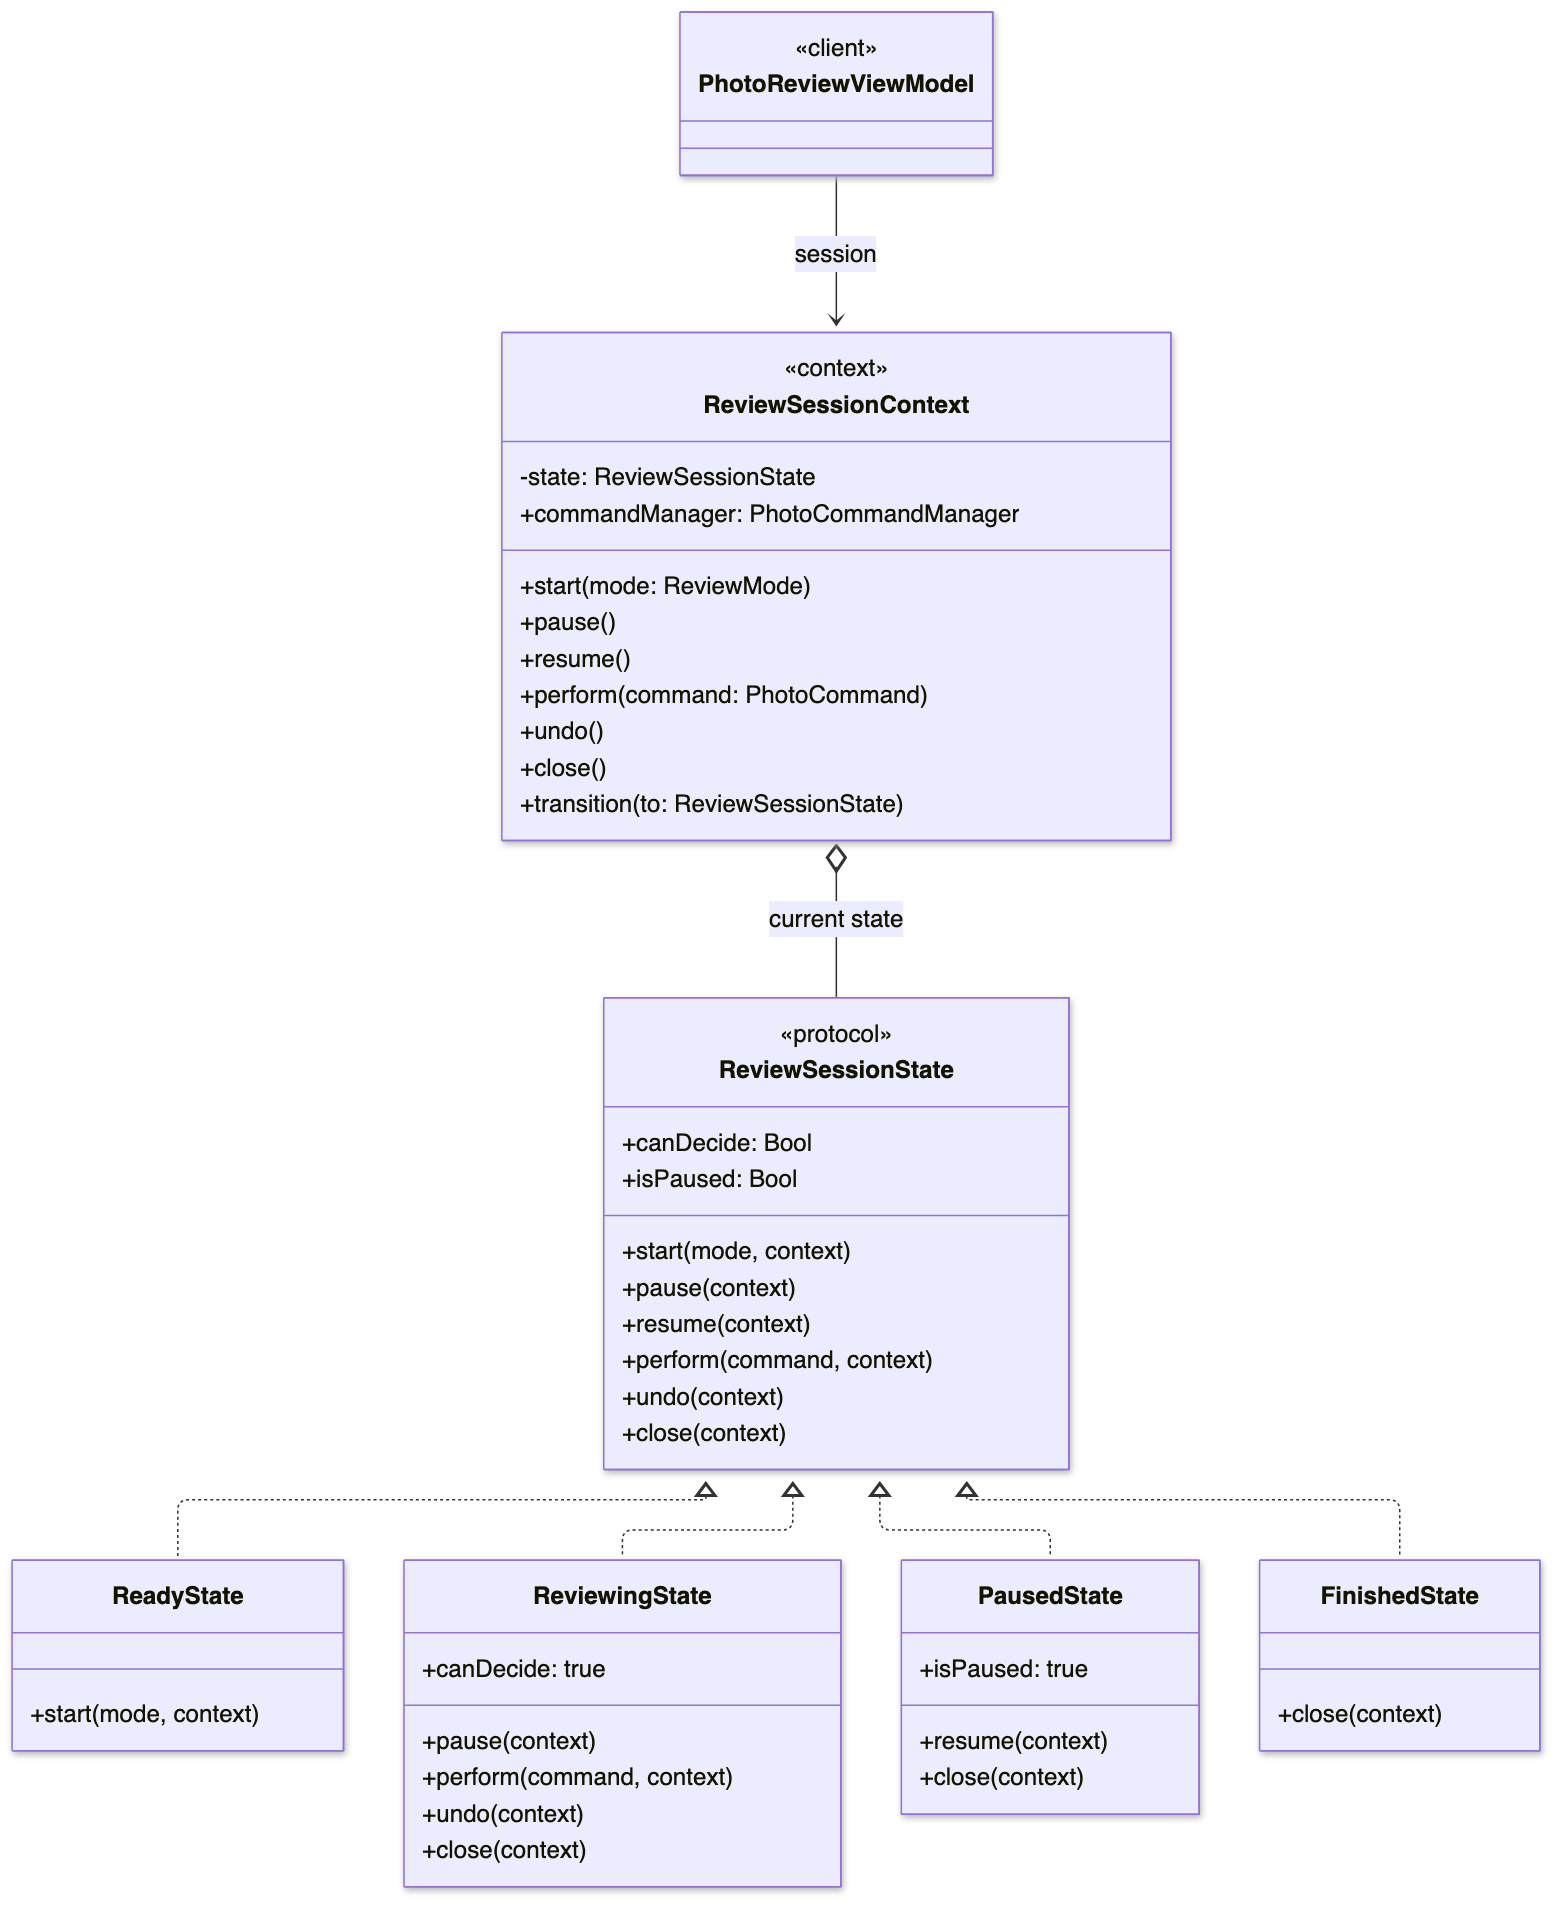 «client»
PhotoReviewViewModel
session
«context»
ReviewSessionContext
-state: ReviewSessionState
+commandManager: PhotoCommandManager
+start(mode: ReviewMode)
+pause()
+resume()
+perform(command: PhotoCommand)
+undo()
+close()
+transition(to: ReviewSessionState)
current state
«protocol»
ReviewSessionState
+canDecide: Bool
+isPaused: Bool
+start(mode, context)
+pause(context)
+resume(context)
+perform(command, context)
+undo(context)
+close(context)
ReadyState
+start(mode, context)
ReviewingState
+canDecide: true
+pause(context)
+perform(command, context)
+undo(context)
+close(context)
PausedState
+isPaused: true
+resume(context)
+close(context)
FinishedState
+close(context)